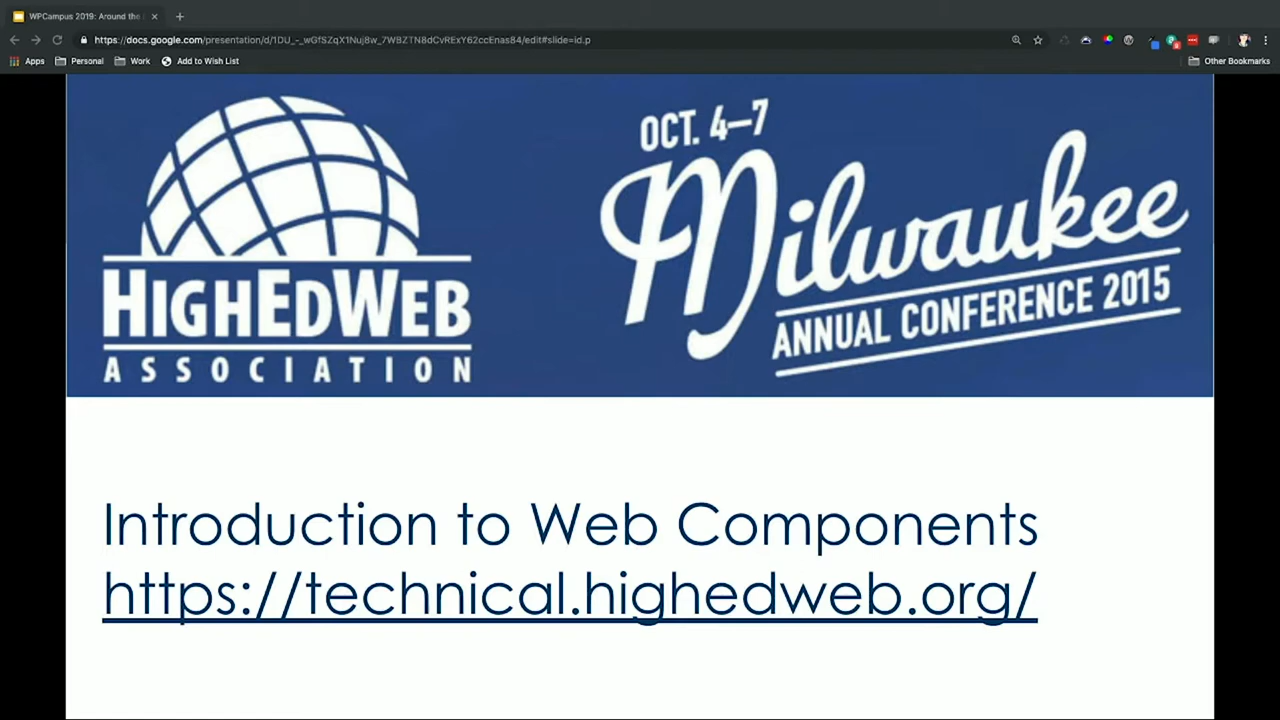 WPCampus 2019: Around the
https://docs.google.com/presentation/d/1DU_-_wGfSZqX1Nuj8w_7WBZTN8dCvRExY62ccEnas84/edit#slide=id.p
Apps Personal Work Add to Wish List Other Bookmarks
OCT. 4–7
Milwaukee
ANNUAL CONFERENCE 2015
HIGHEDWEB
ASSOCIATION
Introduction to Web Components
https://technical.highedweb.org/